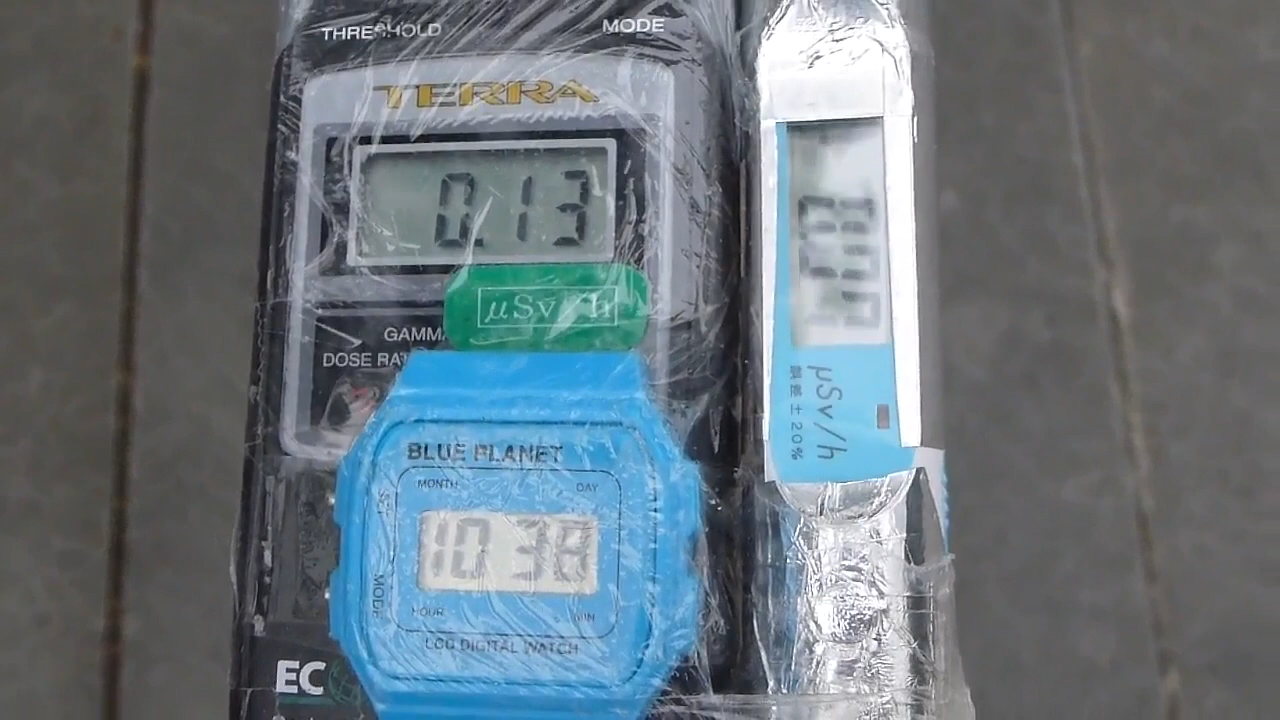 THRESHOLD
MODE
TERRA
0.13
μSv/h
GAMMA
DOSE RA
BLUE PLANET
MONTH
DAY
SET
10 38
MODE
HOUR
MIN
LCD DIGITAL WATCH
EC
μSv/h
誤差±20%